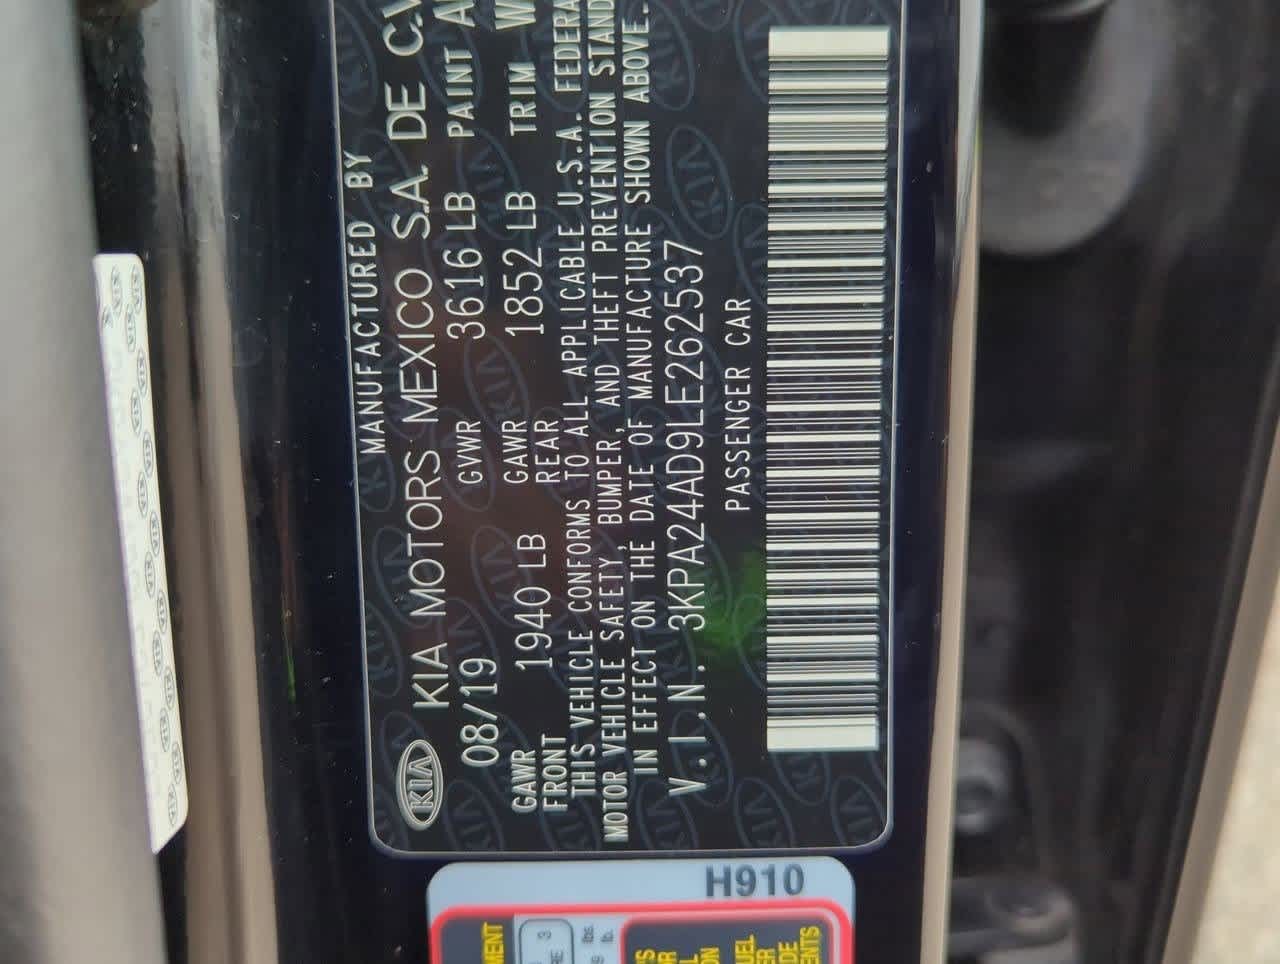 MANUFACTURED BY
KIA KIA MOTORS MEXICO S.A. DE C.V
08/19 GVWR 3616 LB PAINT
GAWR FRONT 1940 LB GAWR REAR 1852 LB TRIM W
THIS VEHICLE CONFORMS TO ALL APPLICABLE U.S.A. FEDERA
MOTOR VEHICLE SAFETY, BUMPER, AND THEFT PREVENTION STAND
IN EFFECT ON THE DATE OF MANUFACTURE SHOWN ABOVE.
V.I.N. 3KPA24AD9LE262537
PASSENGER CAR
H910